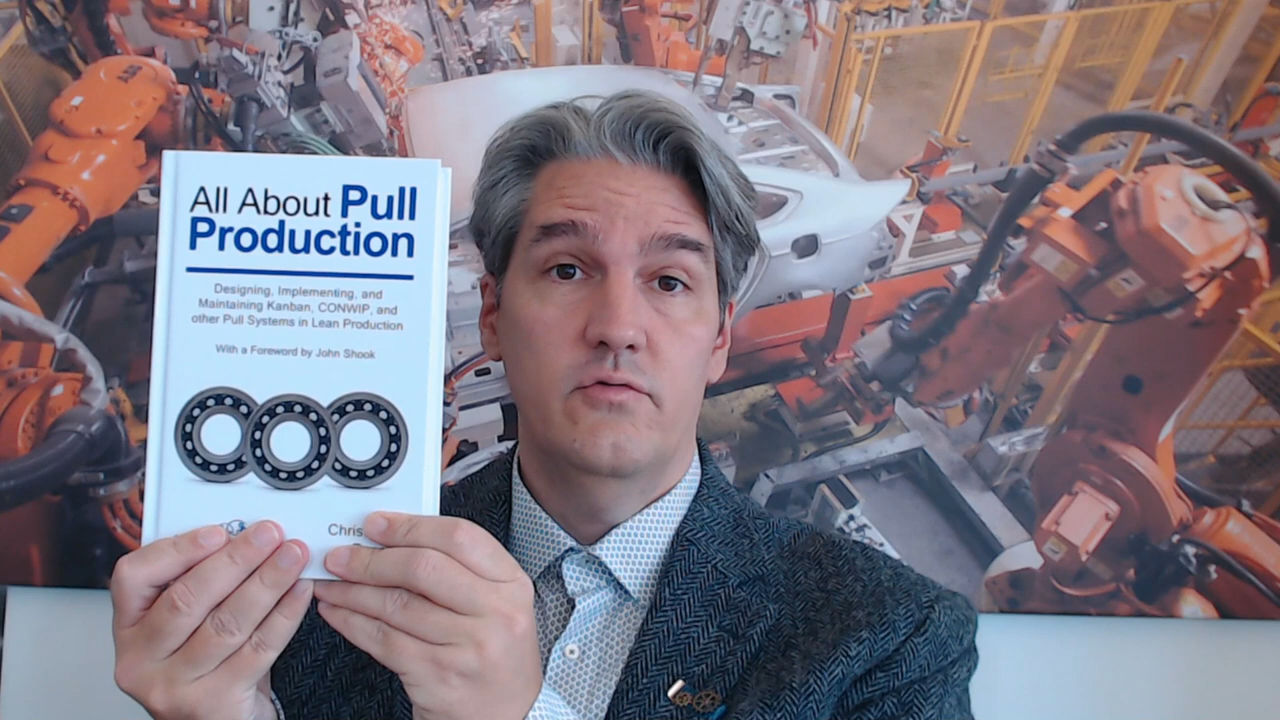 All About Pull
Production
Designing, Implementing, and
Maintaining Kanban, CONWIP, and
other Pull Systems in Lean Production
With a Foreword by John Shook
Chris
ABB